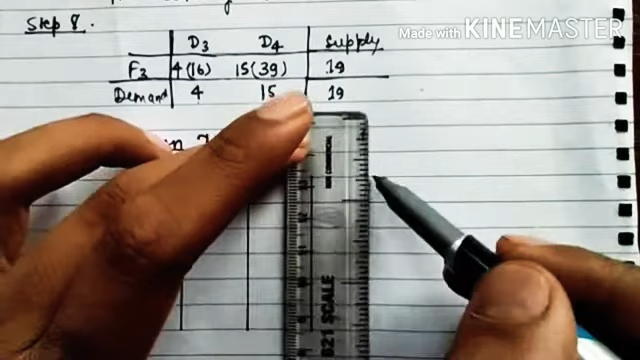 Made with KINEMASTER
Step 8.
D3 D4 Supply
F3 4(16) 15(39) 19
Demand 4 15 19
B21 SCALE